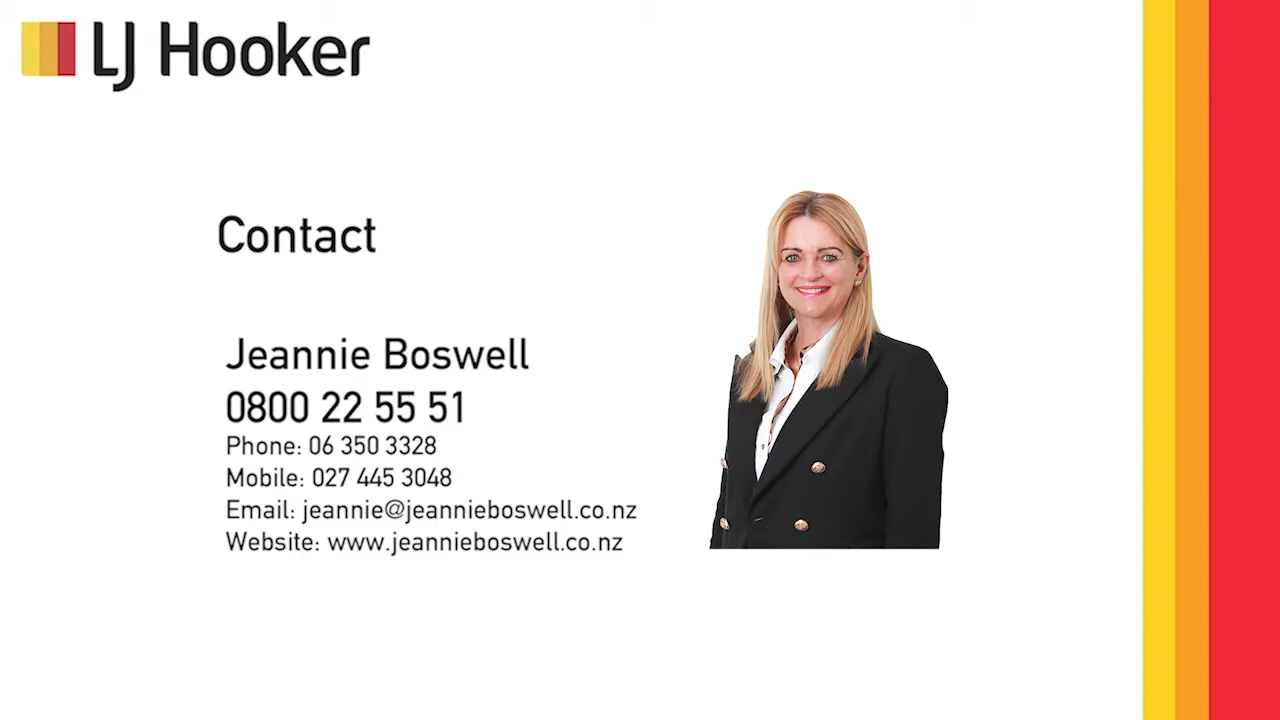 LJ Hooker
Contact
Jeannie Boswell
0800 22 55 51
Phone: 06 350 3328
Mobile: 027 445 3048
Email: jeannie@jeannieboswell.co.nz
Website: www.jeannieboswell.co.nz